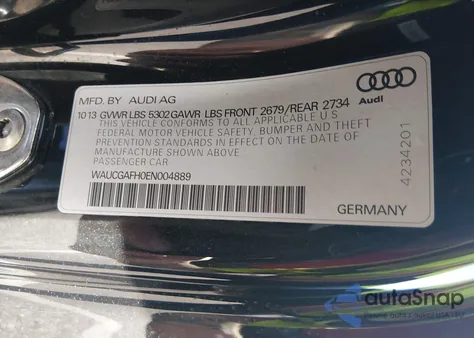 MFD. BY AUDI AG
Audi
1013 GVWR LBS 5302 GAWR LBS FRONT 2679/REAR 2734
THIS VEHICLE CONFORMS TO ALL APPLICABLE U S
FEDERAL MOTOR VEHICLE SAFETY, BUMPER AND THEFT
PREVENTION STANDARDS IN EFFECT ON THE DATE OF
MANUFACTURE SHOWN ABOVE
PASSENGER CAR
WAUCGAFH0EN004889
4234201
GERMANY
autoSnap